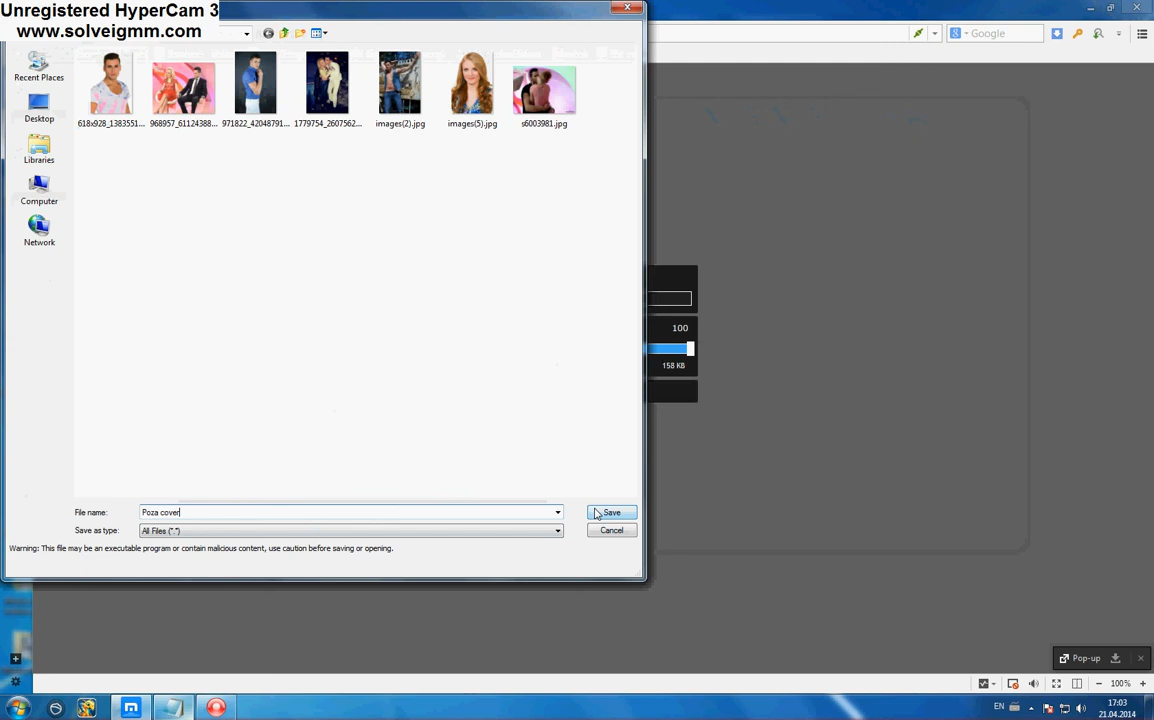 Unregistered HyperCam 3
www.solveigmm.com
Google
Recent Places
Desktop
Libraries
Computer
Network
618x928_1383551...
968957_61124388...
971822_42048791...
1779754_2607562...
images(2).jpg
images(5).jpg
s6003981.jpg
100
158 KB
File name:
Poza cover
Save
Save as type:
All Files (*.*)
Cancel
Warning: This file may be an executable program or contain malicious content, use caution before saving or opening.
Pop-up
100%
EN
17:03
21.04.2014